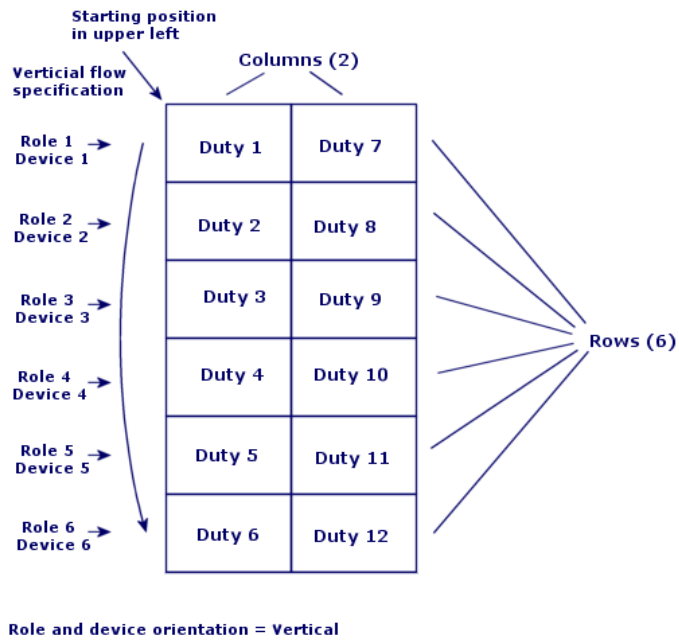 Starting position
in upper left
Columns (2)
Verticial flow
specification
Role 1
Device 1
Duty 1
Duty 7
Role 2
Device 2
Duty 2
Duty 8
Role 3
Device 3
Duty 3
Duty 9
Rows (6)
Role 4
Device 4
Duty 4
Duty 10
Role 5
Device 5
Duty 5
Duty 11
Role 6
Device 6
Duty 6
Duty 12
Role and device orientation = Vertical